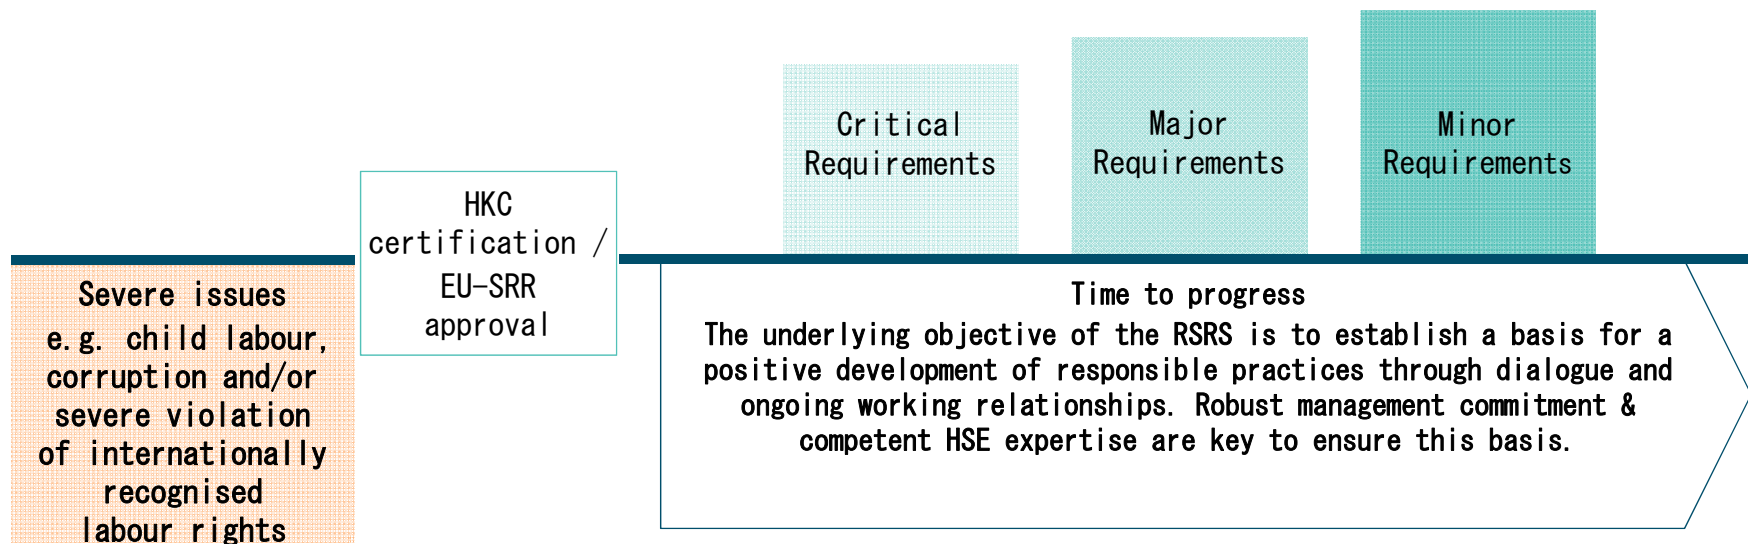 Critical
Requirements
Major
Requirements
Minor
Requirements
HKC
certification /
EU-SRR
approval
Severe issues
e.g. child labour,
corruption and/or
severe violation
of internationally
recognised
labour rights
Time to progress
The underlying objective of the RSRS is to establish a basis for a
positive development of responsible practices through dialogue and
ongoing working relationships. Robust management commitment &
competent HSE expertise are key to ensure this basis.